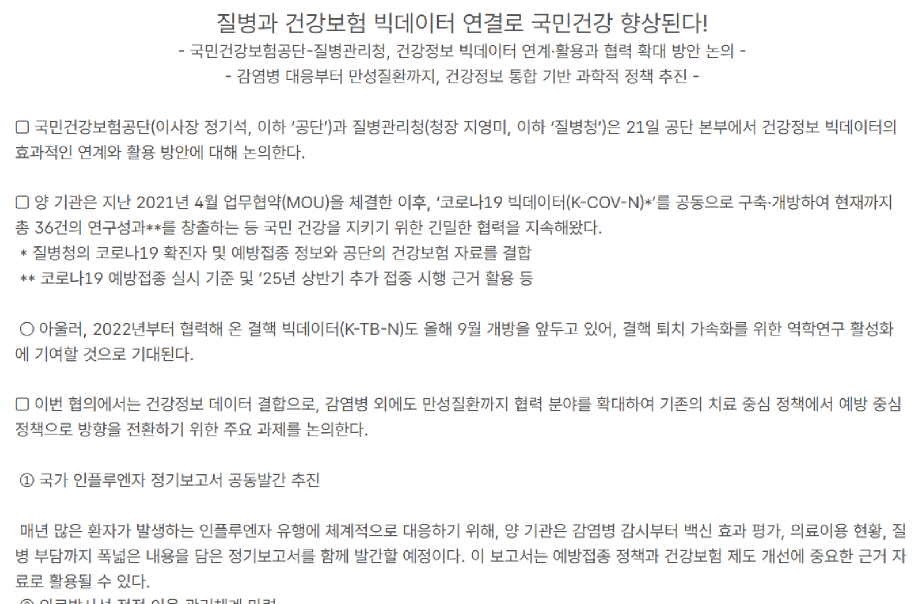 질병과 건강보험 빅데이터 연결로 국민건강 향상된다!
- 국민건강보험공단-질병관리청, 건강정보 빅데이터 연계·활용과 협력 확대 방안 논의 -
- 감염병 대응부터 만성질환까지, 건강정보 통합 기반 과학적 정책 추진 -
□ 국민건강보험공단(이사장 정기석, 이하 ‘공단’)과 질병관리청(청장 지영미, 이하 ‘질병청’)은 21일 공단 본부에서 건강정보 빅데이터의
효과적인 연계와 활용 방안에 대해 논의한다.
□ 양 기관은 지난 2021년 4월 업무협약(MOU)을 체결한 이후, ‘코로나19 빅데이터(K-COV-N)*’를 공동으로 구축·개방하여 현재까지
총 36건의 연구성과**를 창출하는 등 국민 건강을 지키기 위한 긴밀한 협력을 지속해왔다.
* 질병청의 코로나19 확진자 및 예방접종 정보와 공단의 건강보험 자료를 결합
** 코로나19 예방접종 실시 기준 및 ’25년 상반기 추가 접종 시행 근거 활용 등
○ 아울러, 2022년부터 협력해 온 결핵 빅데이터(K-TB-N)도 올해 9월 개방을 앞두고 있어, 결핵 퇴치 가속화를 위한 역학연구 활성화
에 기여할 것으로 기대된다.
□ 이번 협의에서는 건강정보 데이터 결합으로, 감염병 외에도 만성질환까지 협력 분야를 확대하여 기존의 치료 중심 정책에서 예방 중심
정책으로 방향을 전환하기 위한 주요 과제를 논의한다.
① 국가 인플루엔자 정기보고서 공동발간 추진
매년 많은 환자가 발생하는 인플루엔자 유행에 체계적으로 대응하기 위해, 양 기관은 감염병 감시부터 백신 효과 평가, 의료이용 현황, 질
병 부담까지 폭넓은 내용을 담은 정기보고서를 함께 발간할 예정이다. 이 보고서는 예방접종 정책과 건강보험 제도 개선에 중요한 근거 자
료로 활용될 수 있다.